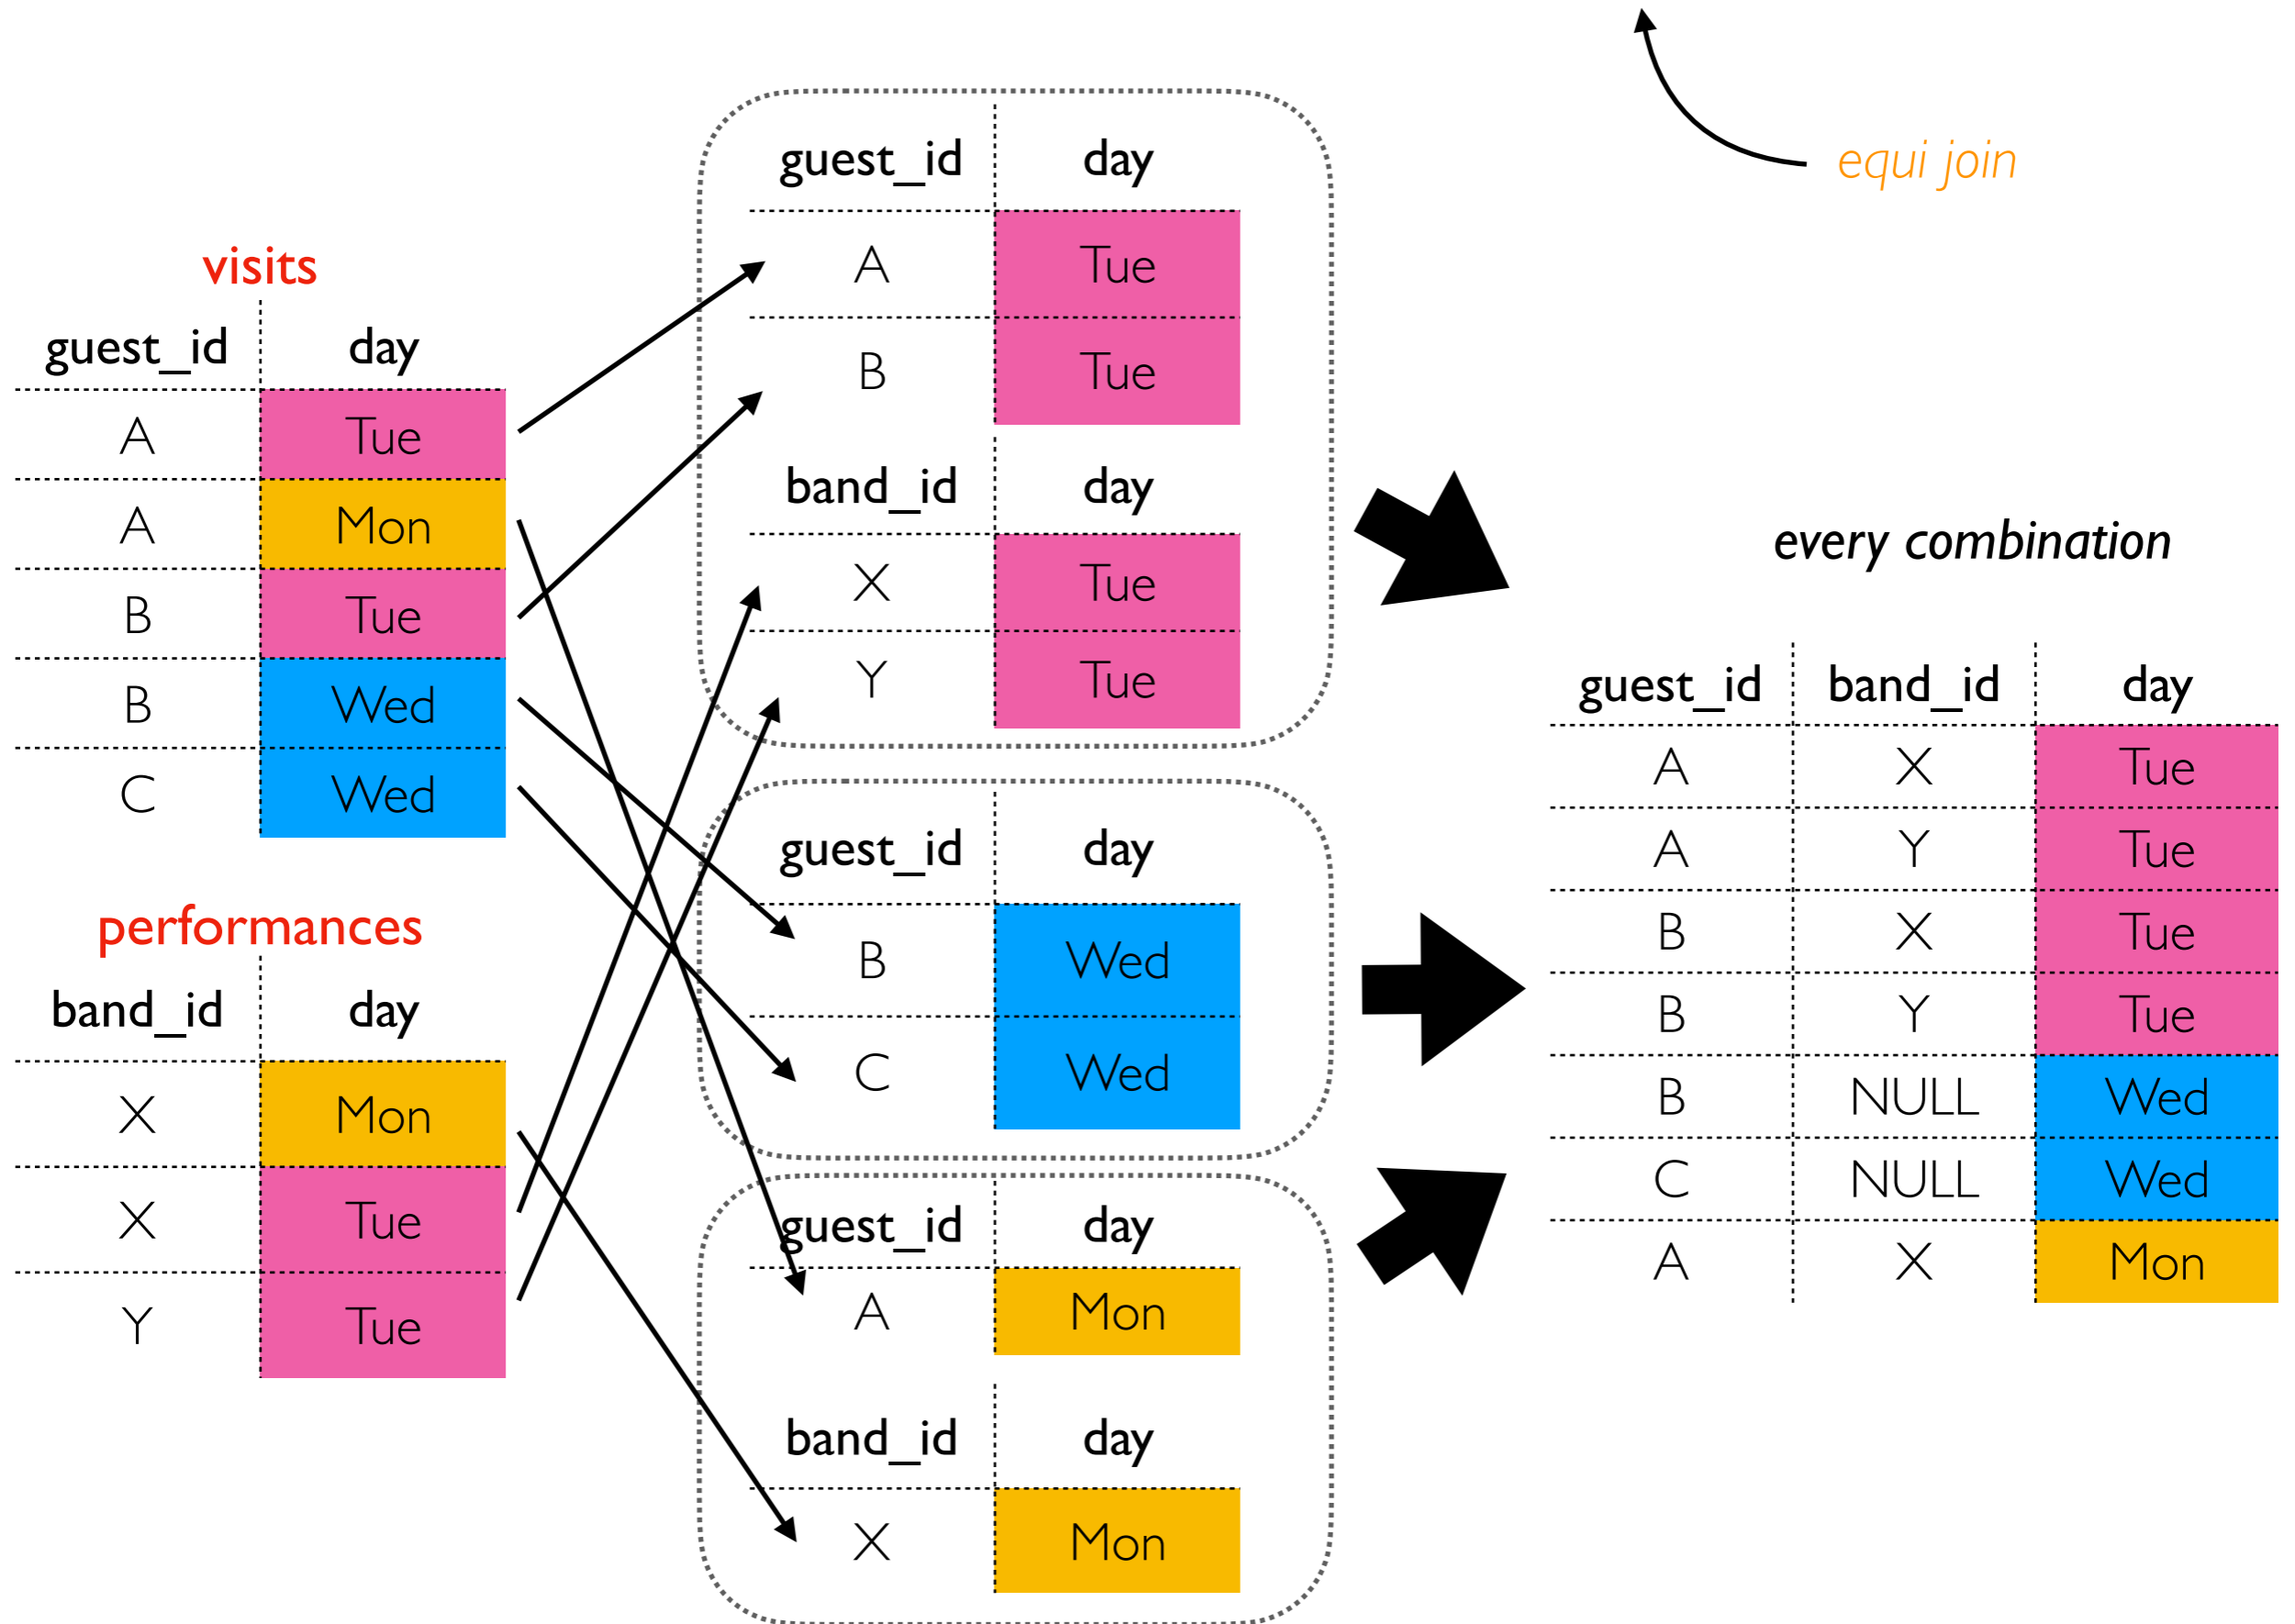 equi join
visits
guest_id day
A Tue
A Mon
B Tue
B Wed
C Wed
performances
band_id day
X Mon
X Tue
Y Tue
guest_id day
A Tue
B Tue
band_id day
X Tue
Y Tue
guest_id day
B Wed
C Wed
guest_id day
A Mon
band_id day
X Mon
every combination
guest_id band_id day
A X Tue
A Y Tue
B X Tue
B Y Tue
B NULL Wed
C NULL Wed
A X Mon